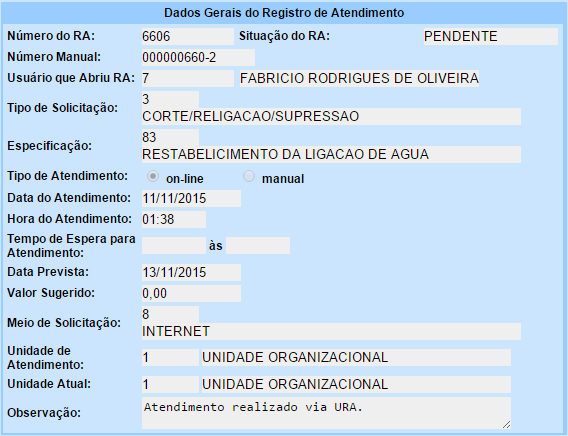 Dados Gerais do Registro de Atendimento
Número do RA: 6606 Situação do RA: PENDENTE
Número Manual: 000000660-2
Usuário que Abriu RA: 7 FABRICIO RODRIGUES DE OLIVEIRA
Tipo de Solicitação: 3
CORTE/RELIGACAO/SUPRESSAO
Especificação: 83
RESTABELICIMENTO DA LIGACAO DE AGUA
Tipo de Atendimento: on-line manual
Data do Atendimento: 11/11/2015
Hora do Atendimento: 01:38
Tempo de Espera para
Atendimento: às
Data Prevista: 13/11/2015
Valor Sugerido: 0,00
Meio de Solicitação: 8
INTERNET
Unidade de
Atendimento: 1 UNIDADE ORGANIZACIONAL
Unidade Atual: 1 UNIDADE ORGANIZACIONAL
Observação: Atendimento realizado via URA.